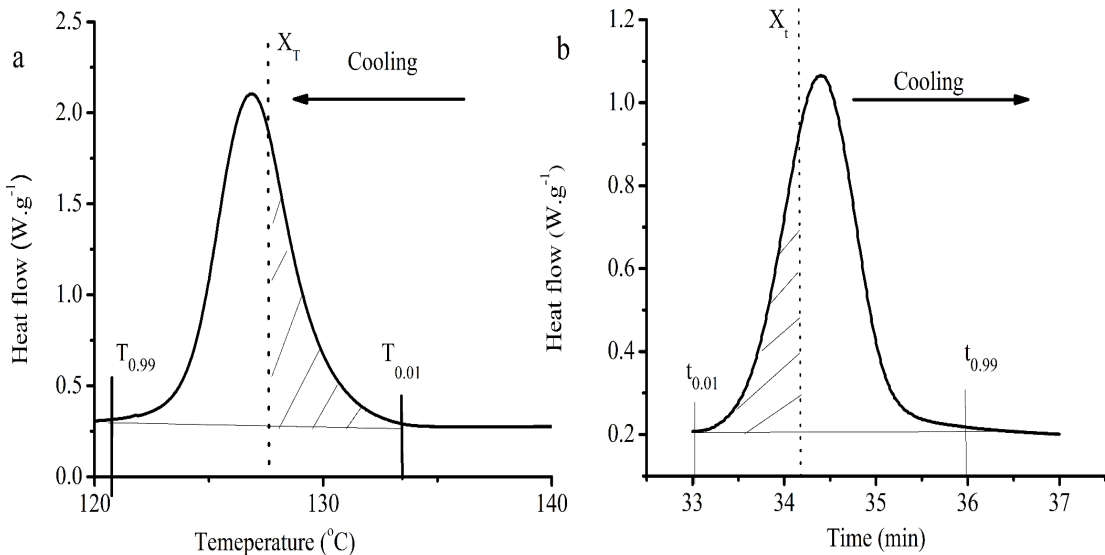 a
X_T
Cooling
T_0.99
T_0.01
Heat flow (W.g^-1)
2.5
2.0
1.5
1.0
0.5
0.0
120
130
140
Temeperature (°C)
b
X_t
Cooling
t_0.01
t_0.99
Heat flow (W.g^-1)
1.2
1.0
0.8
0.6
0.4
0.2
33
34
35
36
37
Time (min)